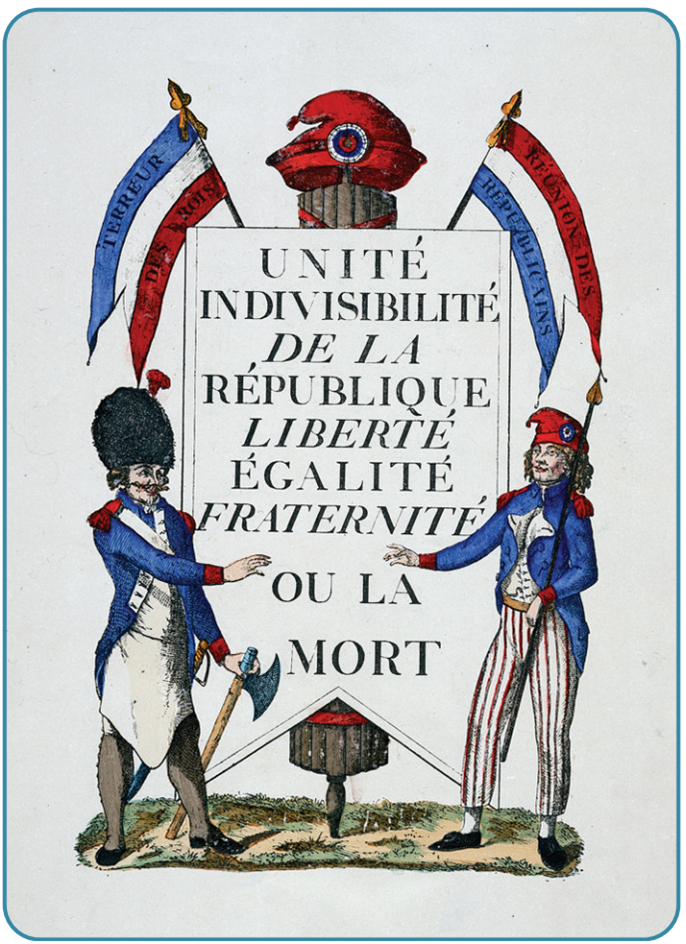 TERREUR
DES ROIS
RÉUNION DES
RÉPUBLICAINS
UNITÉ
INDIVISIBILITÉ
DE LA
RÉPUBLIQUE
LIBERTÉ
ÉGALITÉ
FRATERNITÉ
OU LA
MORT